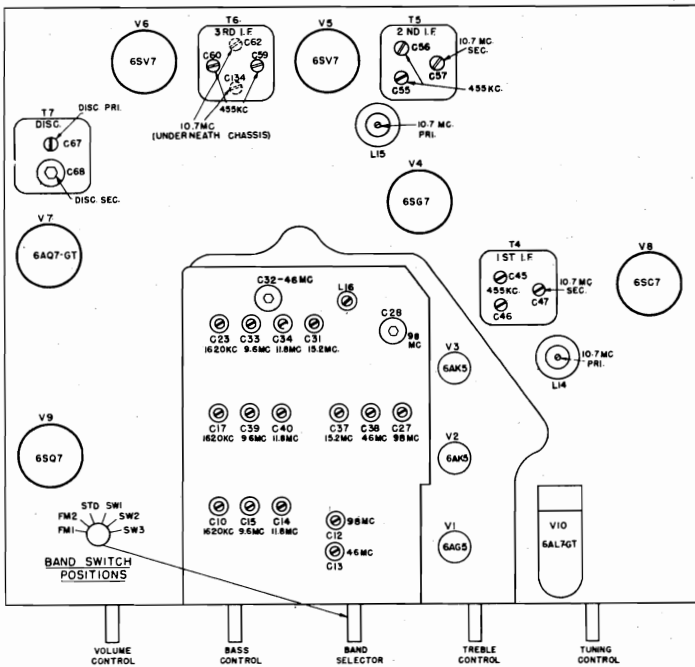 V6
6SV7
T6
3RD I.F.
C62
C60
C59
C134
455KC
10.7MC
(UNDERNEATH CHASSIS)
V5
6SV7
T5
2ND I.F.
C56
C57
C55
10.7MC
SEC.
455KC.
T7
DISC.
DISC. PRI.
C67
C68
DISC. SEC.
10.7 MC.
PRI.
L15
V4
6SG7
V7
6AQ7-GT
T4
1ST I.F.
C45
455KC.
C46
C47
10.7MC
SEC.
V8
6SC7
C32-46MC
L16
C28
98
MC
C23 C33 C34 C31
1620KC 9.6MC 11.8MC 15.2MC.
V3
6AK5
10.7MC
PRI.
L14
C17 C39 C40 C37 C38 C27
1620KC 9.6MC 11.8MC 15.2MC 46MC 98MC
V2
6AK5
V9
6SQ7
C10 C15 C14
1620KC 9.6MC 11.8MC
98MC
C12
46MC
C13
V1
6AG5
V10
6AL7GT
FM1
FM2
STD
SW1
SW2
SW3
BAND SWITCH
POSITIONS
VOLUME
CONTROL
BASS
CONTROL
BAND
SELECTOR
TREBLE
CONTROL
TUNING
CONTROL